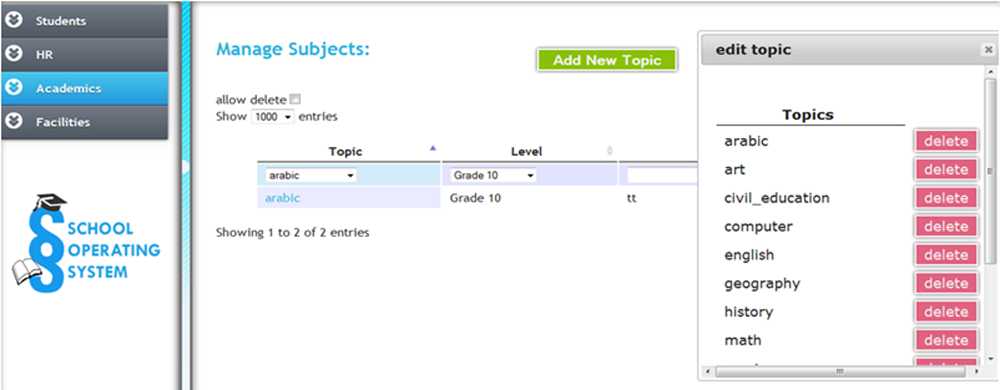 Students
HR
Academics
Facilities
SCHOOL
OPERATING
SYSTEM
Manage Subjects:
Add New Topic
allow delete
Show 1000 entries
Topic Level
arabic Grade 10
arabic Grade 10 tt
Showing 1 to 2 of 2 entries
edit topic
Topics
arabic delete
art delete
civil_education delete
computer delete
english delete
geography delete
history delete
math delete